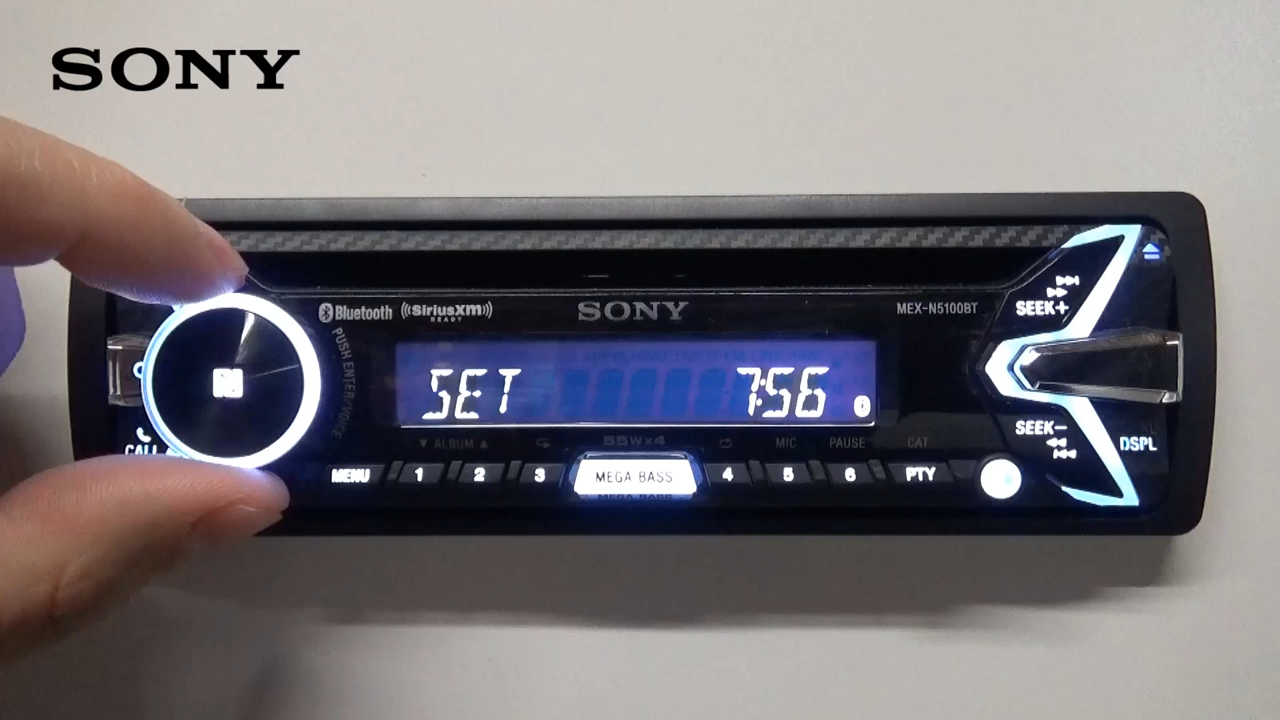 SONY
Bluetooth
((SiriusXM))
READY
SONY
MEX-N5100BT
SEEK+
PUSH ENTER/VOICE
SET 7:56
CALL
▼ ALBUM ▲
55W×4
MIC
PAUSE
CAT
SEEK−
DSPL
MENU
1
2
3
MEGA BASS
4
5
6
PTY